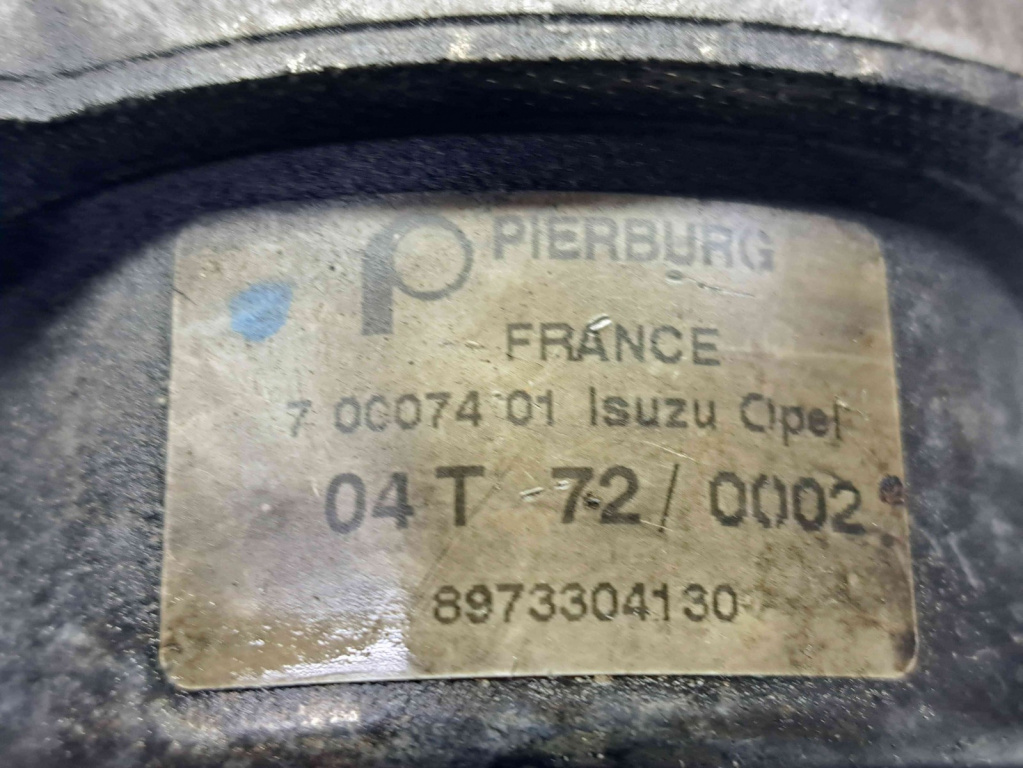 PIERBURG
FRANCE
7 00074 01 Isuzu Opel
04 T 72 / 0002
8973304130